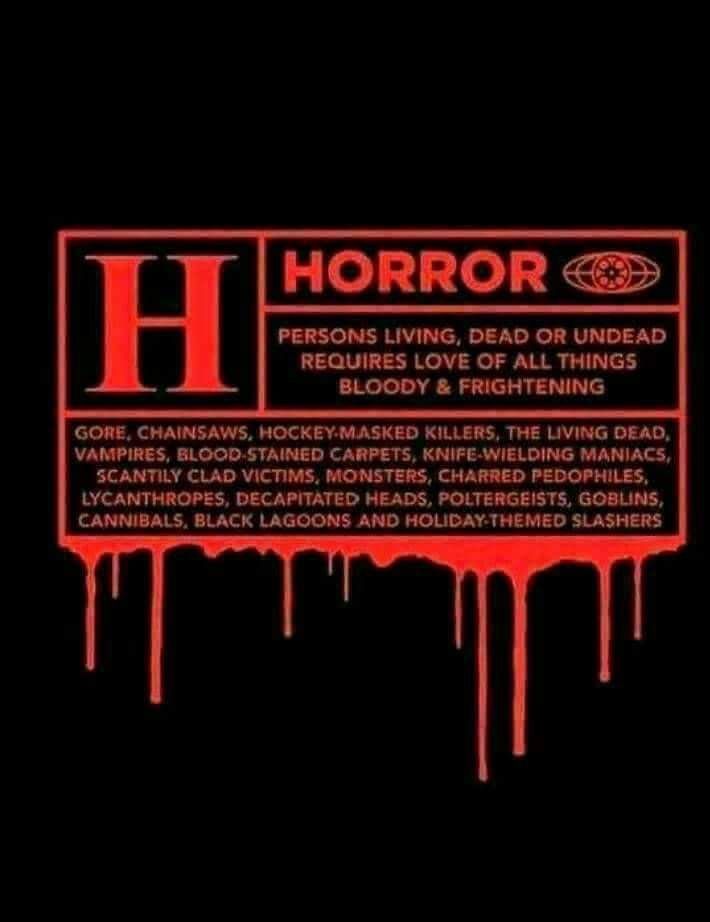 H
HORROR
PERSONS LIVING, DEAD OR UNDEAD
REQUIRES LOVE OF ALL THINGS
BLOODY & FRIGHTENING
GORE, CHAINSAWS, HOCKEY-MASKED KILLERS, THE LIVING DEAD,
VAMPIRES, BLOOD-STAINED CARPETS, KNIFE-WIELDING MANIACS,
SCANTILY CLAD VICTIMS, MONSTERS, CHARRED PEDOPHILES,
LYCANTHROPES, DECAPITATED HEADS, POLTERGEISTS, GOBLINS,
CANNIBALS, BLACK LAGOONS AND HOLIDAY-THEMED SLASHERS